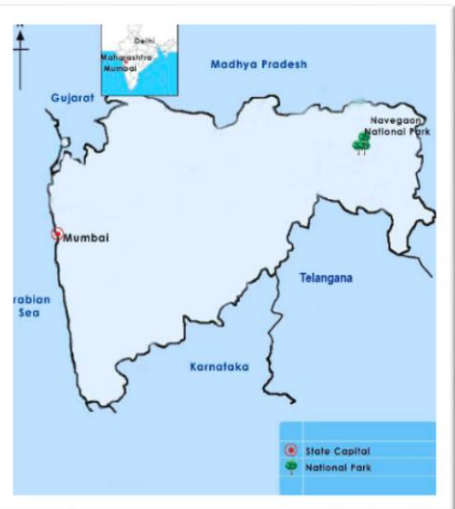 N
Delhi
Maharashtra
Mumbai
Madhya Pradesh
Gujarat
Navegaon
National Park
Mumbai
Telangana
rabian
Sea
Karnataka
State Capital
National Park